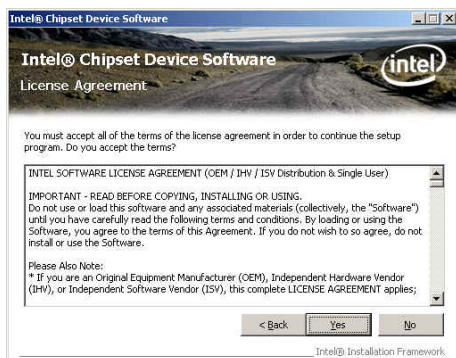 Intel® Chipset Device Software
Intel® Chipset Device Software
intel
License Agreement
You must accept all of the terms of the license agreement in order to continue the setup
program. Do you accept the terms?
INTEL SOFTWARE LICENSE AGREEMENT (OEM / IHV / ISV Distribution & Single User)
IMPORTANT - READ BEFORE COPYING, INSTALLING OR USING.
Do not use or load this software and any associated materials (collectively, the "Software")
until you have carefully read the following terms and conditions. By loading or using the
Software, you agree to the terms of this Agreement. If you do not wish to so agree, do not
install or use the Software.
Please Also Note:
* If you are an Original Equipment Manufacturer (OEM), Independent Hardware Vendor
(IHV), or Independent Software Vendor (ISV), this complete LICENSE AGREEMENT applies;
< Back Yes No
Intel® Installation Framework